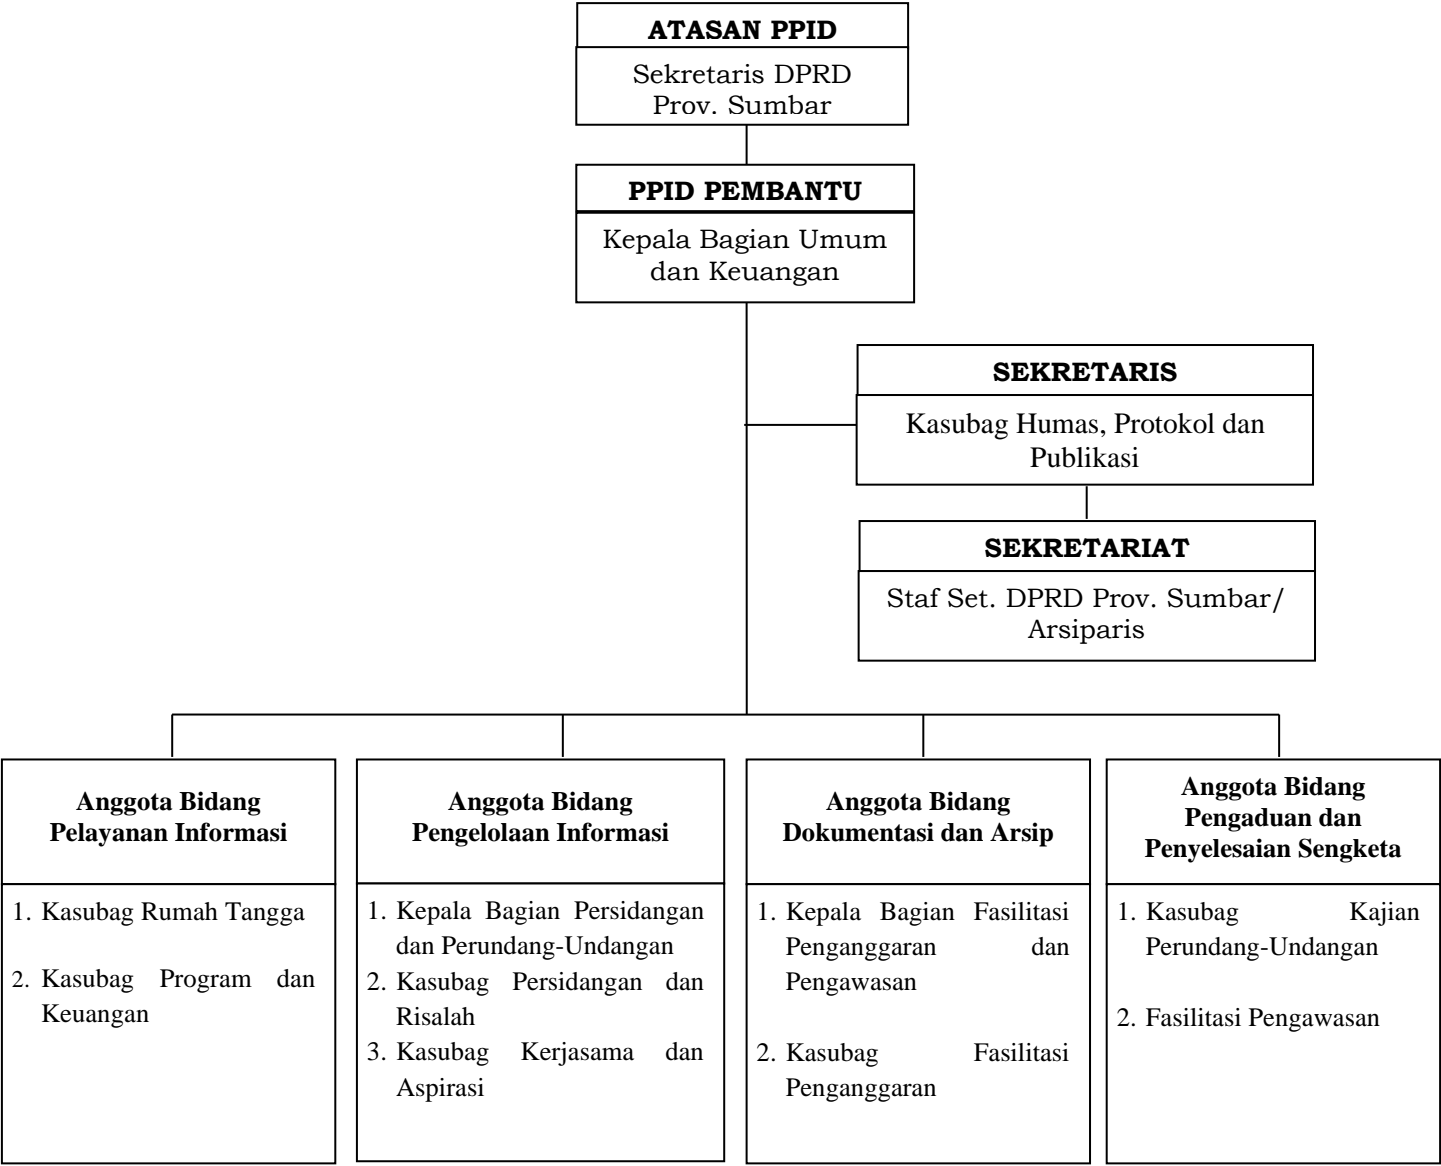 ATASAN PPID
Sekretaris DPRD
Prov. Sumbar
PPID PEMBANTU
Kepala Bagian Umum
dan Keuangan
SEKRETARIS
Kasubag Humas, Protokol dan
Publikasi
SEKRETARIAT
Staf Set. DPRD Prov. Sumbar/
Arsiparis
Anggota Bidang
Pelayanan Informasi
1. Kasubag Rumah Tangga
2. Kasubag Program dan
Keuangan
Anggota Bidang
Pengelolaan Informasi
1. Kepala Bagian Persidangan
dan Perundang-Undangan
2. Kasubag Persidangan dan
Risalah
3. Kasubag Kerjasama dan
Aspirasi
Anggota Bidang
Dokumentasi dan Arsip
1. Kepala Bagian Fasilitasi
Penganggaran dan
Pengawasan
2. Kasubag Fasilitasi
Penganggaran
Anggota Bidang
Pengaduan dan
Penyelesaian Sengketa
1. Kasubag Kajian
Perundang-Undangan
2. Fasilitasi Pengawasan